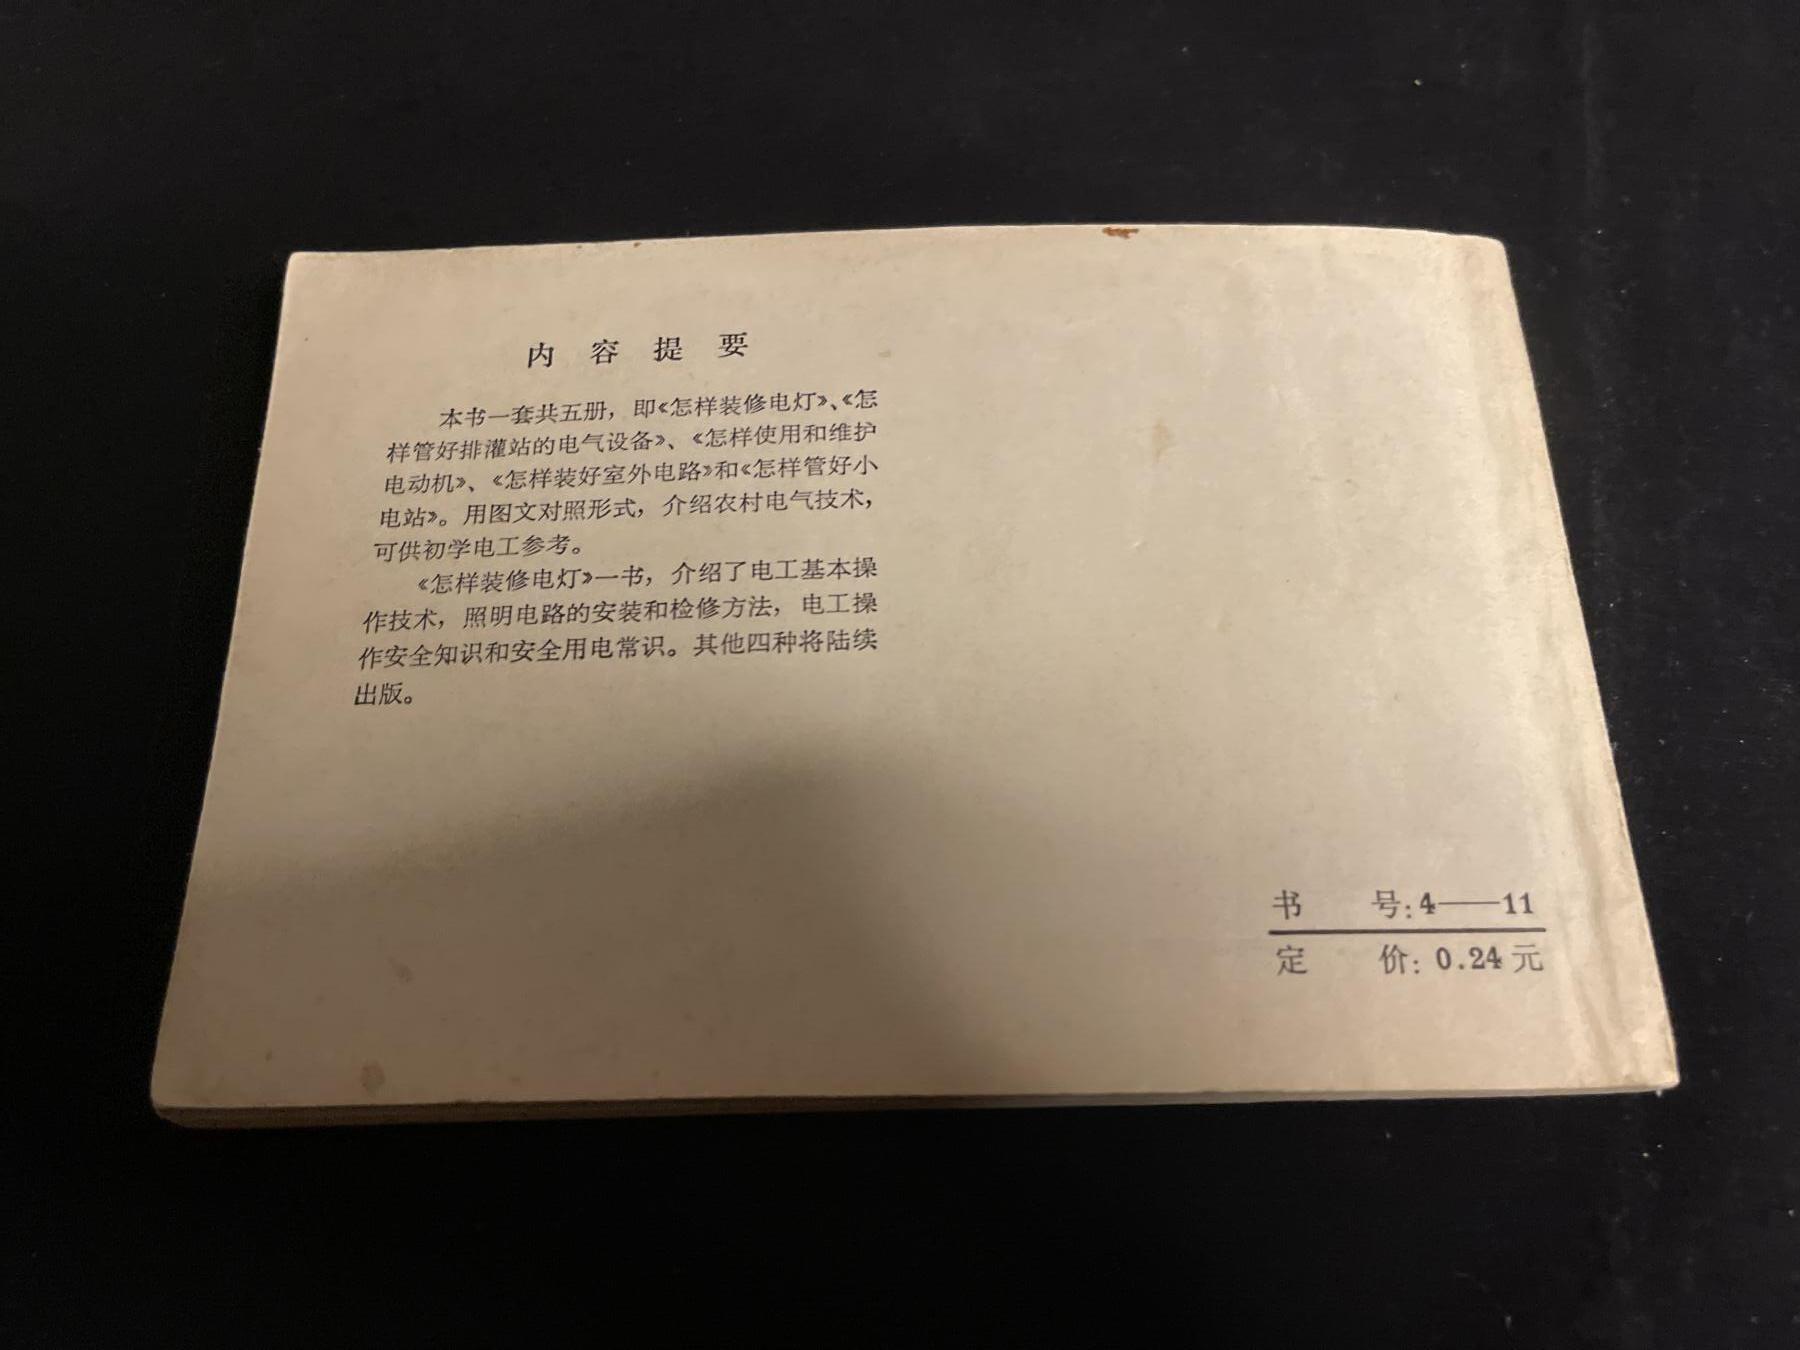 内容提要
本书一套共五册，即《怎样装修电灯》、《怎
样管好排灌站的电气设备》、《怎样使用和维护
电动机》、《怎样装好室外电路》和《怎样管好小
电站》。用图文对照形式，介绍农村电气技术，
可供初学电工参考。
《怎样装修电灯》一书，介绍了电工基本操
作技术，照明电路的安装和检修方法，电工操
作安全知识和安全用电常识。其他四种将陆续
出版。
书 号：4——11
定 价：0.24元